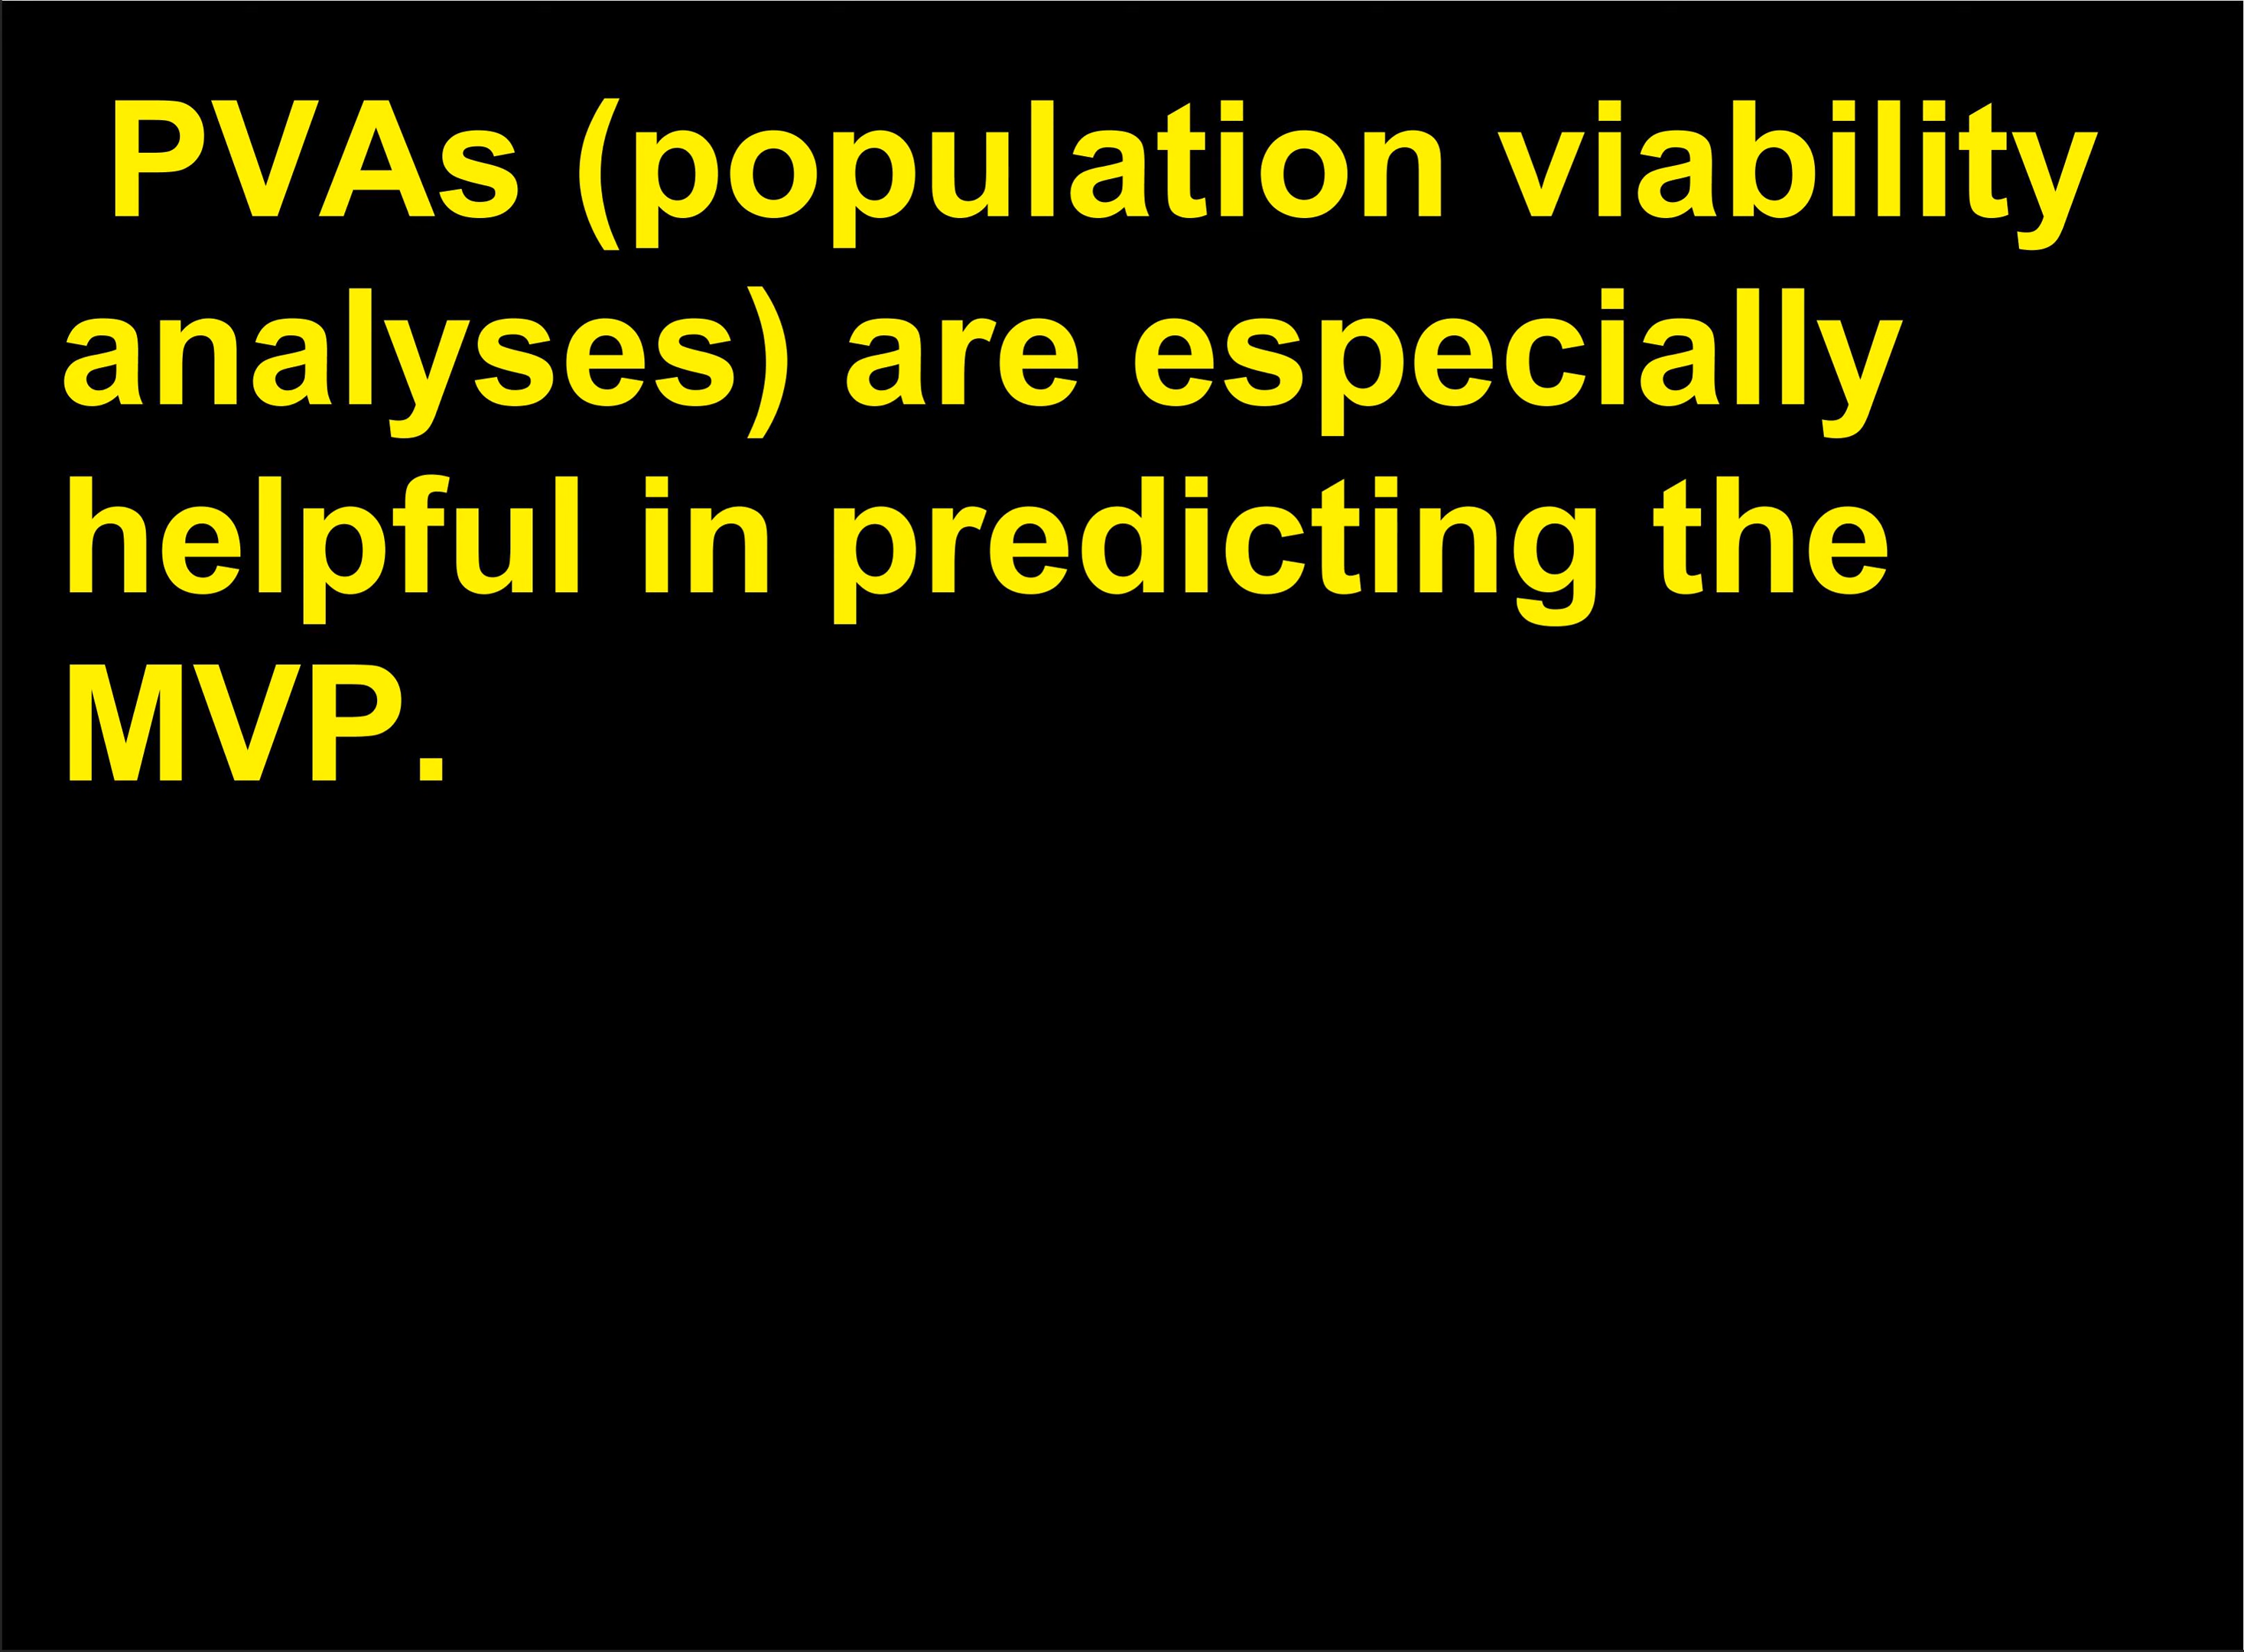 PVAs (population viability
analyses) are especially
helpful in predicting the
MVP.